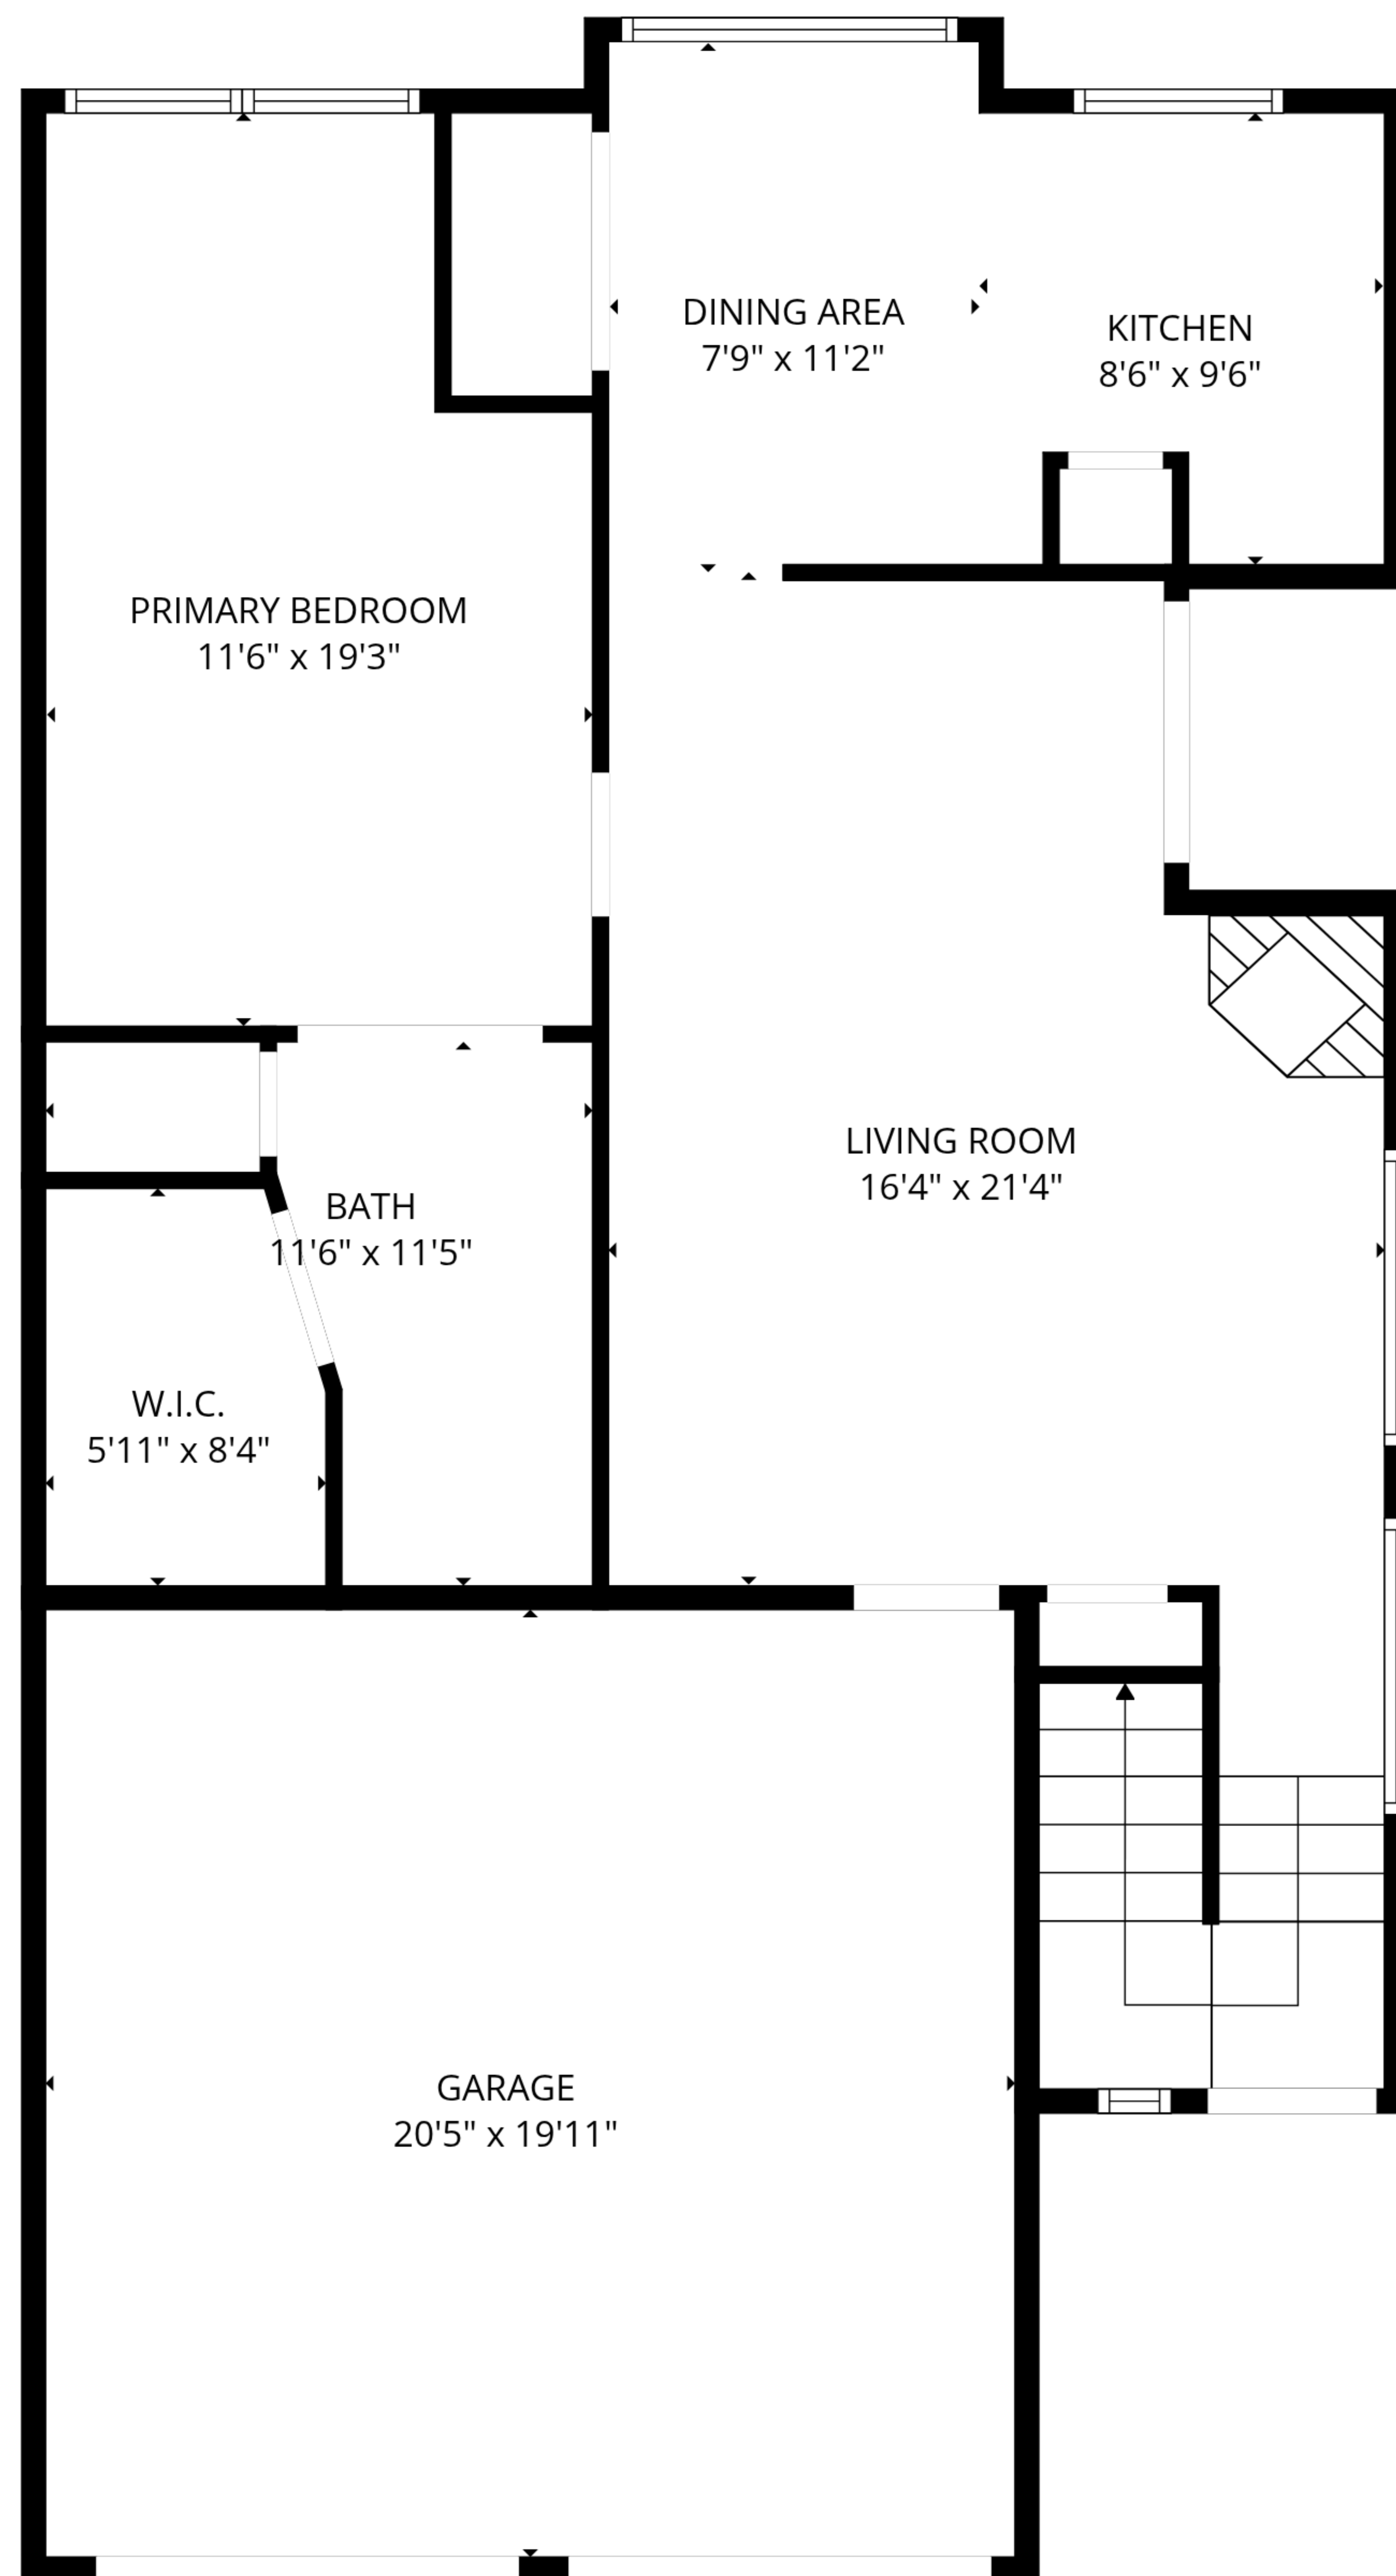 DINING AREA
7'9" x 11'2"
KITCHEN
8'6" x 9'6"
PRIMARY BEDROOM
11'6" x 19'3"
LIVING ROOM
16'4" x 21'4"
BATH
11'6" x 11'5"
W.I.C.
5'11" x 8'4"
GARAGE
20'5" x 19'11"